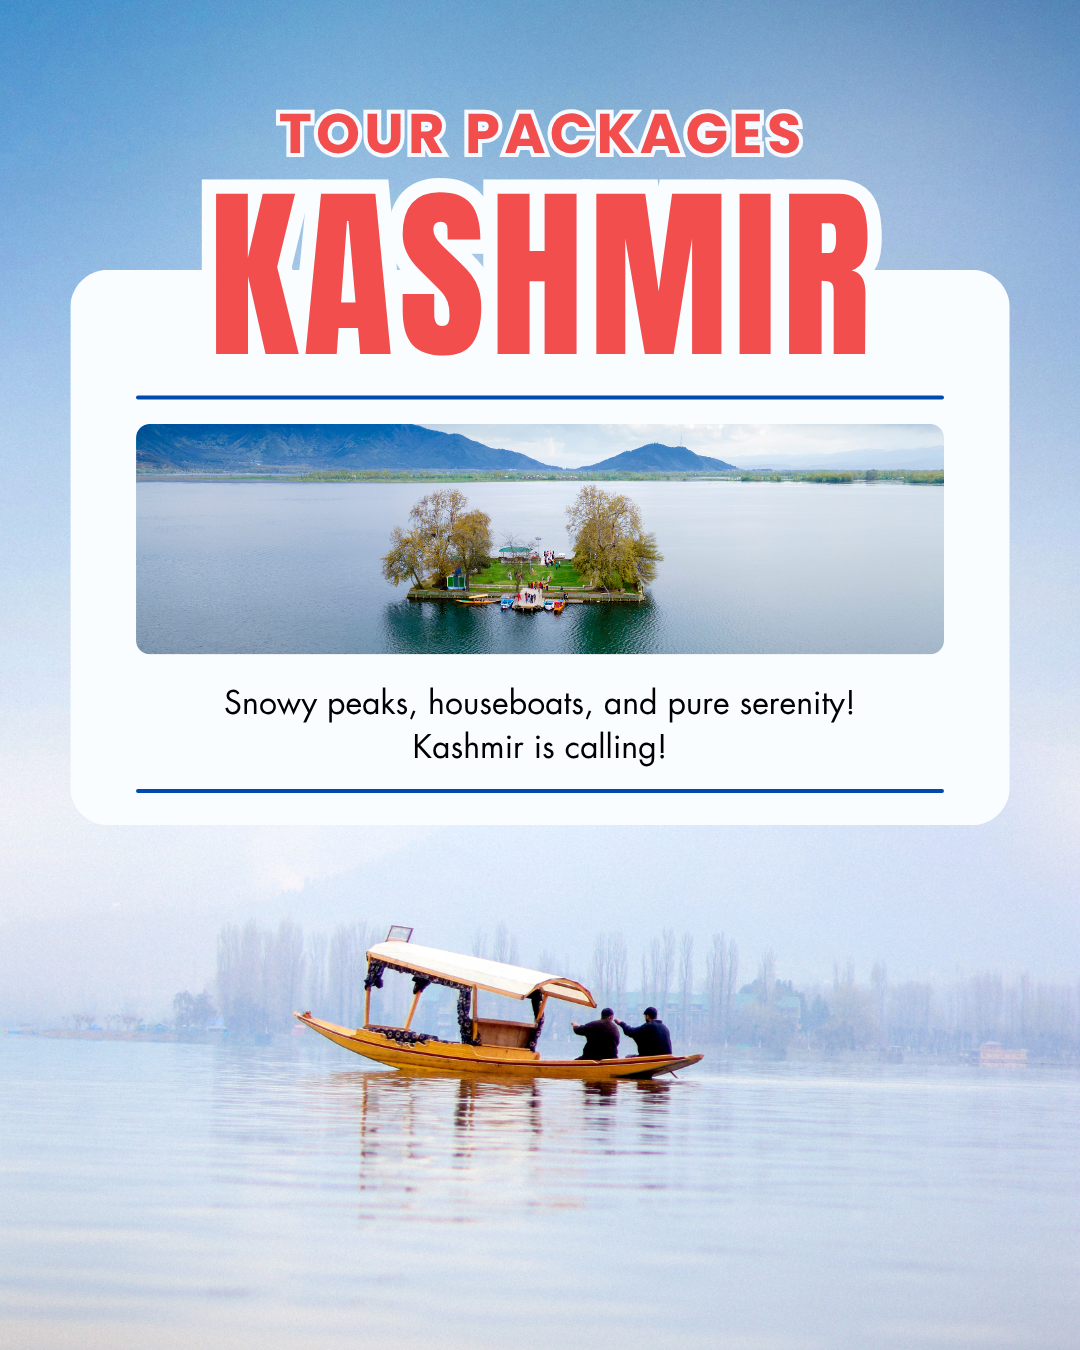 TOUR PACKAGES
KASHMIR
Snowy peaks, houseboats, and pure serenity!
Kashmir is calling!